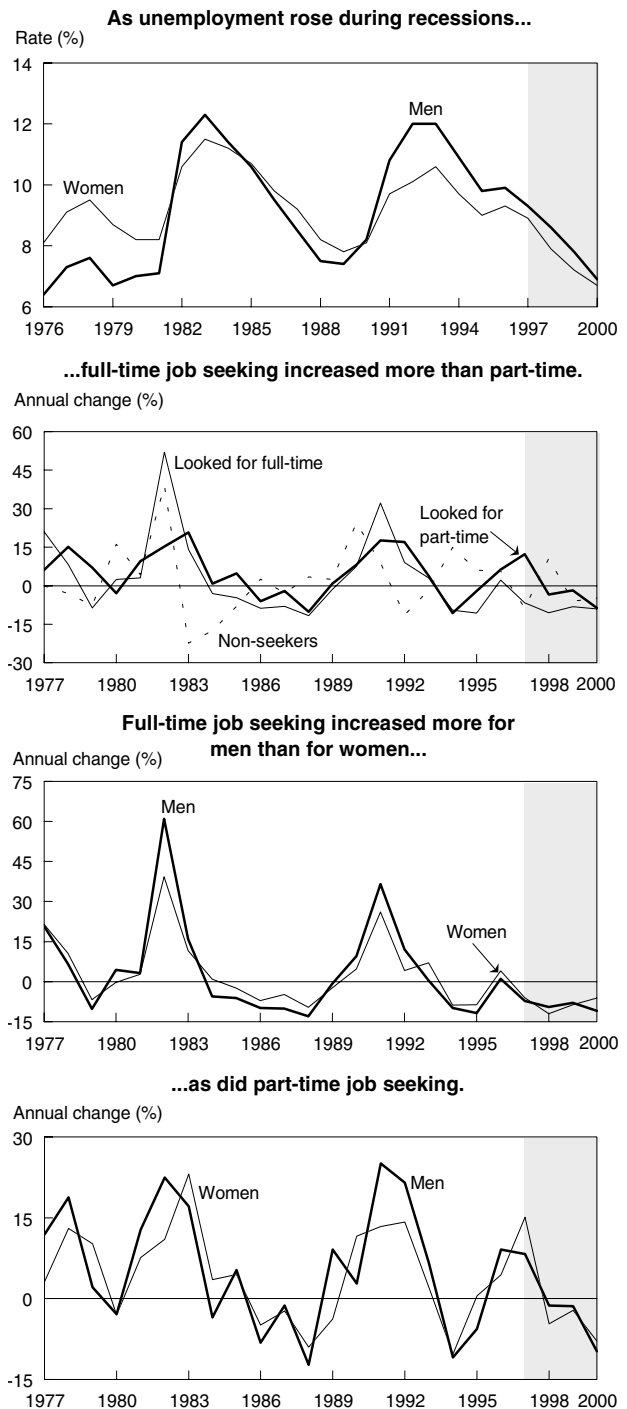 As unemployment rose during recessions...
Rate (%)
14
12
10
8
6
Men
Women
1976 1979 1982 1985 1988 1991 1994 1997 2000
...full-time job seeking increased more than part-time.
Annual change (%)
60
45
30
15
0
-15
-30
Looked for full-time
Looked for
part-time
Non-seekers
1977 1980 1983 1986 1989 1992 1995 1998 2000
Full-time job seeking increased more for
men than for women...
Annual change (%)
75
60
45
30
15
0
-15
Men
Women
1977 1980 1983 1986 1989 1992 1995 1998 2000
...as did part-time job seeking.
Annual change (%)
30
15
0
-15
Women
Men
1977 1980 1983 1986 1989 1992 1995 1998 2000